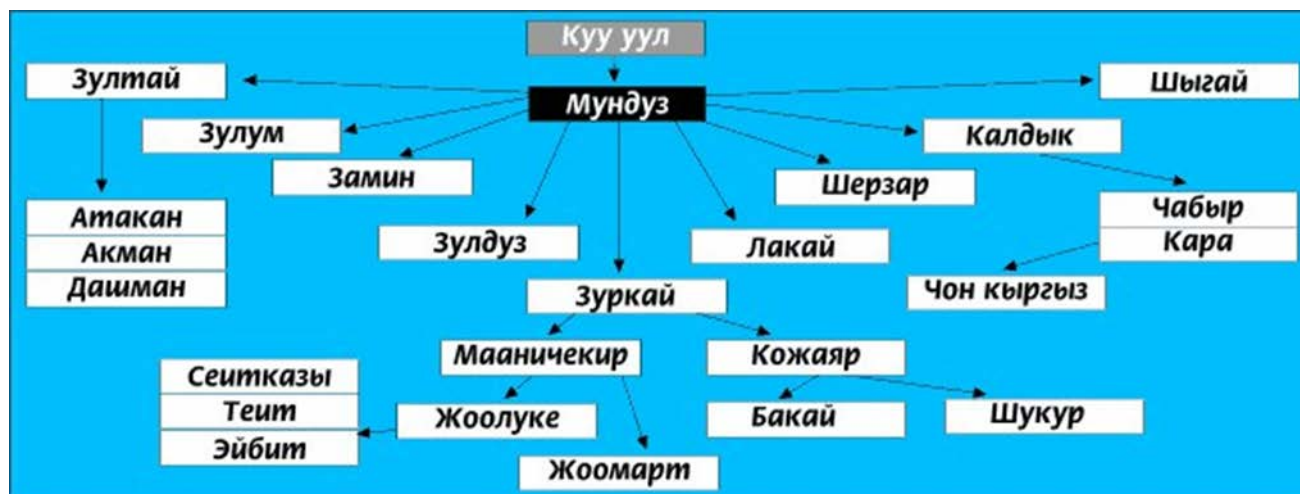 Куу уул
Зултай
Мундуз
Шыгай
Зулум
Калдык
Замин
Шерзар
Атакан
Акман
Дашман
Чабыр
Кара
Зулдуз
Лакай
Чон кыргыз
Зуркай
Мааничекир
Кожаяр
Сеитказы
Теит
Эйбит
Жоолуке
Бакай
Шукур
Жоомарт